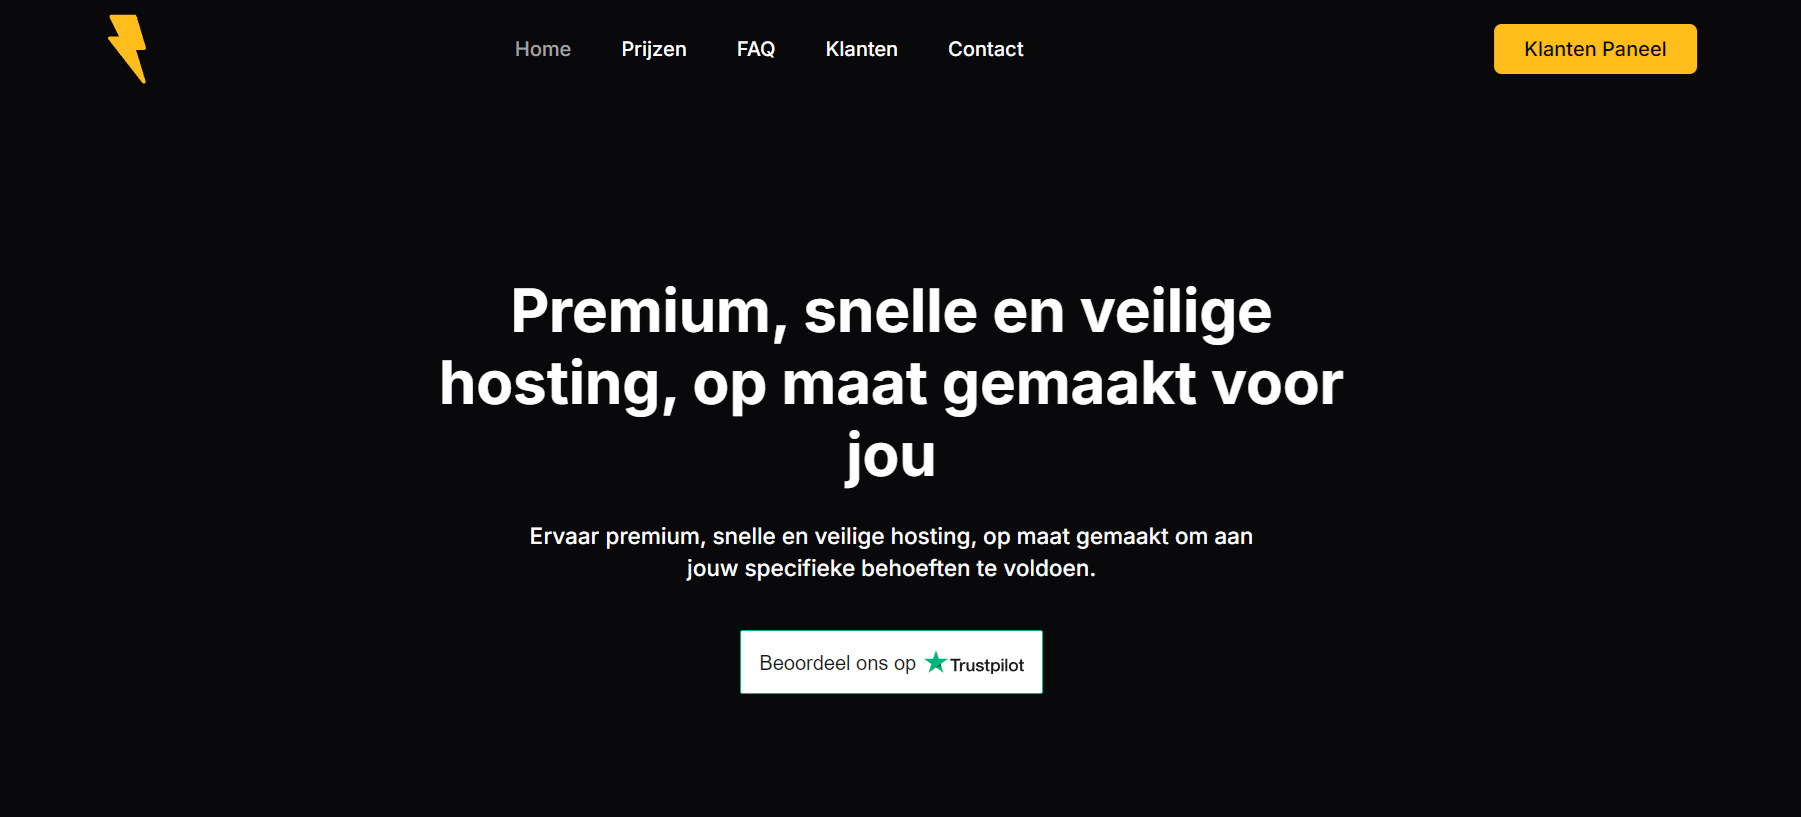 Home Prijzen FAQ Klanten Contact Klanten Paneel
Premium, snelle en veilige
hosting, op maat gemaakt voor
jou
Ervaar premium, snelle en veilige hosting, op maat gemaakt om aan
jouw specifieke behoeften te voldoen.
Beoordeel ons op Trustpilot